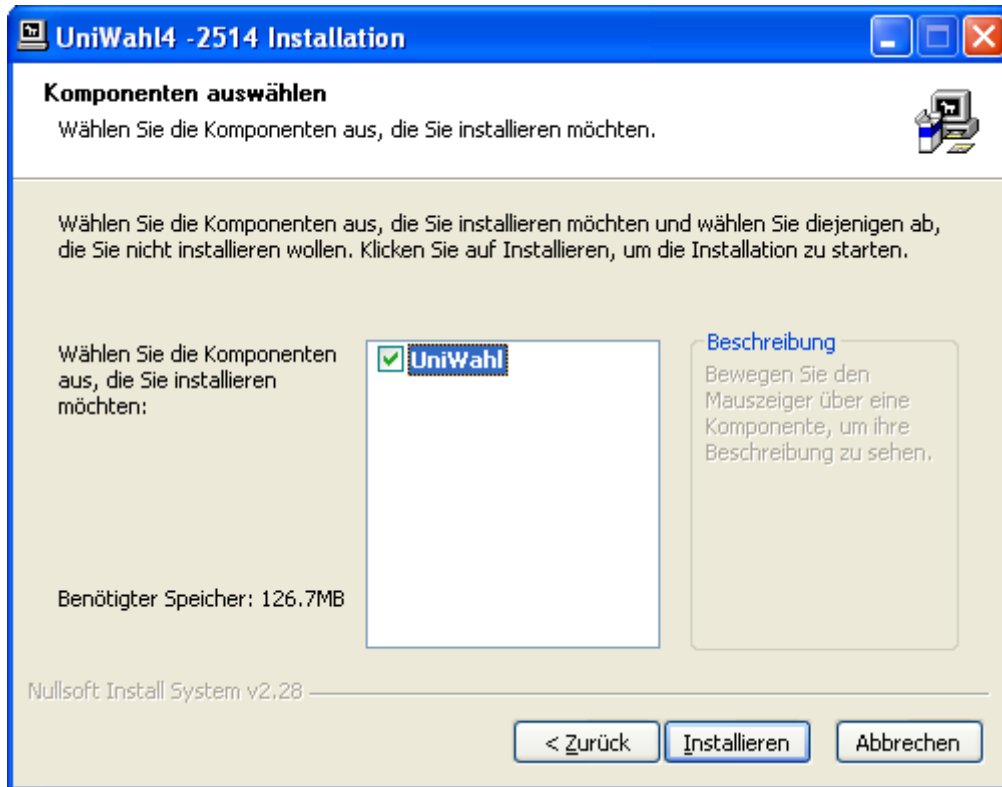 UniWahl4 -2514 Installation
Komponenten auswählen
Wählen Sie die Komponenten aus, die Sie installieren möchten.
Wählen Sie die Komponenten aus, die Sie installieren möchten und wählen Sie diejenigen ab,
die Sie nicht installieren wollen. Klicken Sie auf Installieren, um die Installation zu starten.
Wählen Sie die Komponenten
aus, die Sie installieren
möchten:
UniWahl
Beschreibung
Bewegen Sie den
Mauszeiger über eine
Komponente, um ihre
Beschreibung zu sehen.
Benötigter Speicher: 126.7MB
Nullsoft Install System v2.28
< Zurück
Installieren
Abbrechen